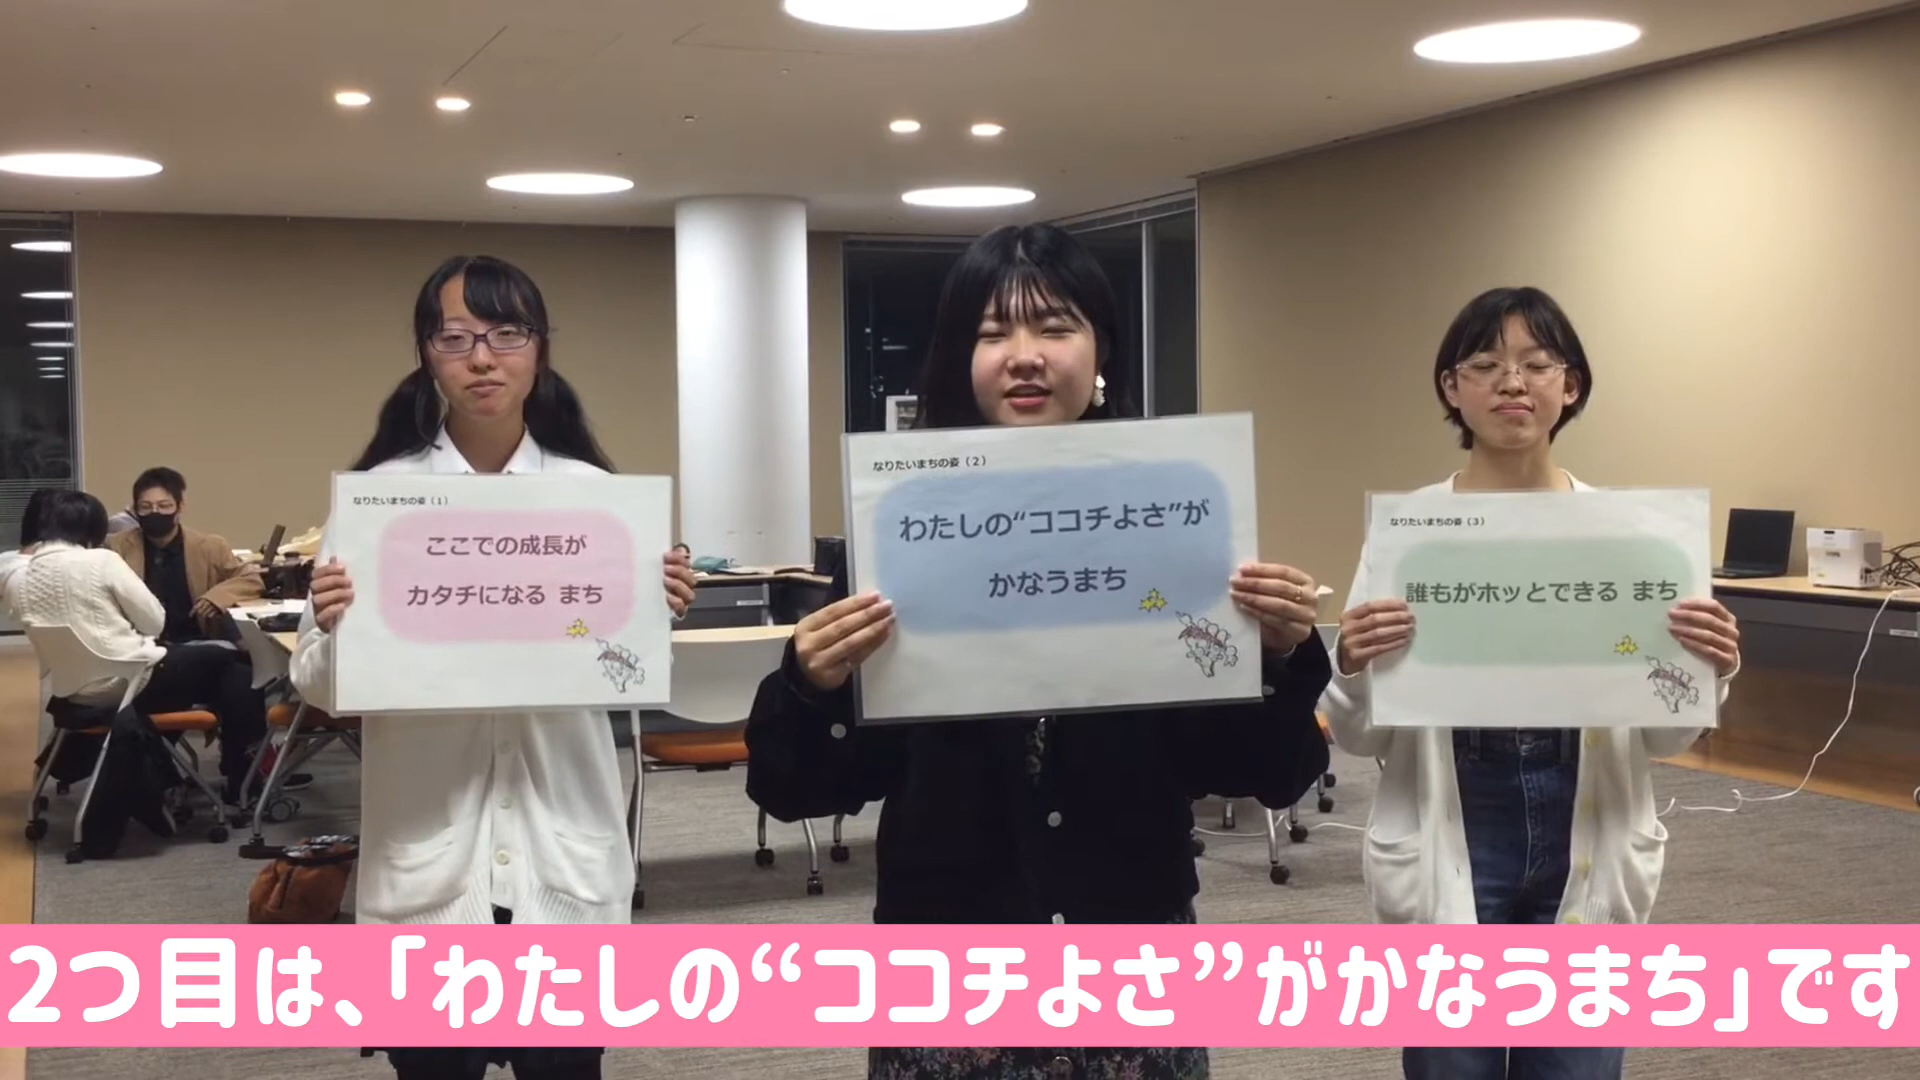 なりたいまちの姿（1）
ここでの成長が
カタチになる まち
なりたいまちの姿（2）
わたしの“ココチよさ”が
かなうまち
なりたいまちの姿（3）
誰もがホッとできる まち
2つ目は、「わたしの“ココチよさ”がかなうまち」です